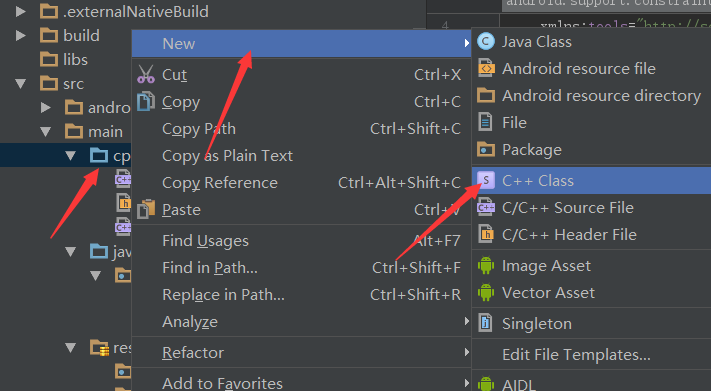 android.support.constraint
.externalNativeBuild
4
xmlns:tools="http://s
build
libs
src
andro
main
cp
jav
res
New
Cut Ctrl+X
Copy Ctrl+C
Copy Path Ctrl+Shift+C
Copy as Plain Text
Copy Reference Ctrl+Alt+Shift+C
Paste Ctrl+V
Find Usages Alt+F7
Find in Path... Ctrl+Shift+F
Replace in Path... Ctrl+Shift+R
Analyze
Refactor
Add to Favorites
Java Class
Android resource file
Android resource directory
File
Package
C++ Class
C/C++ Source File
C/C++ Header File
Image Asset
Vector Asset
Singleton
Edit File Templates...
AIDL